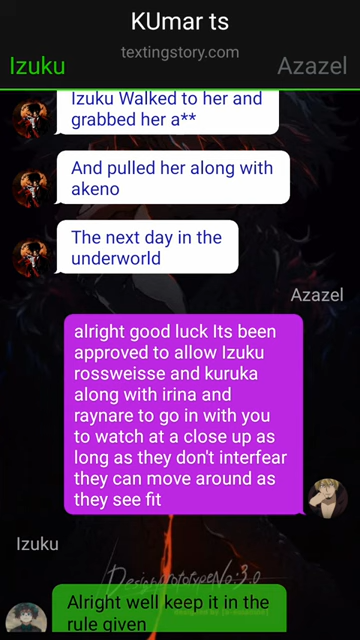 KUmar ts
textingstory.com
Izuku
Azazel
Izuku Walked to her and
grabbed her a**
And pulled her along with
akeno
The next day in the
underworld
Azazel
alright good luck Its been
approved to allow Izuku
rossweisse and kuruka
along with irina and
raynare to go in with you
to watch at a close up as
long as they don't interfear
they can move around as
they see fit
Izuku
Alright well keep it in the
rule given